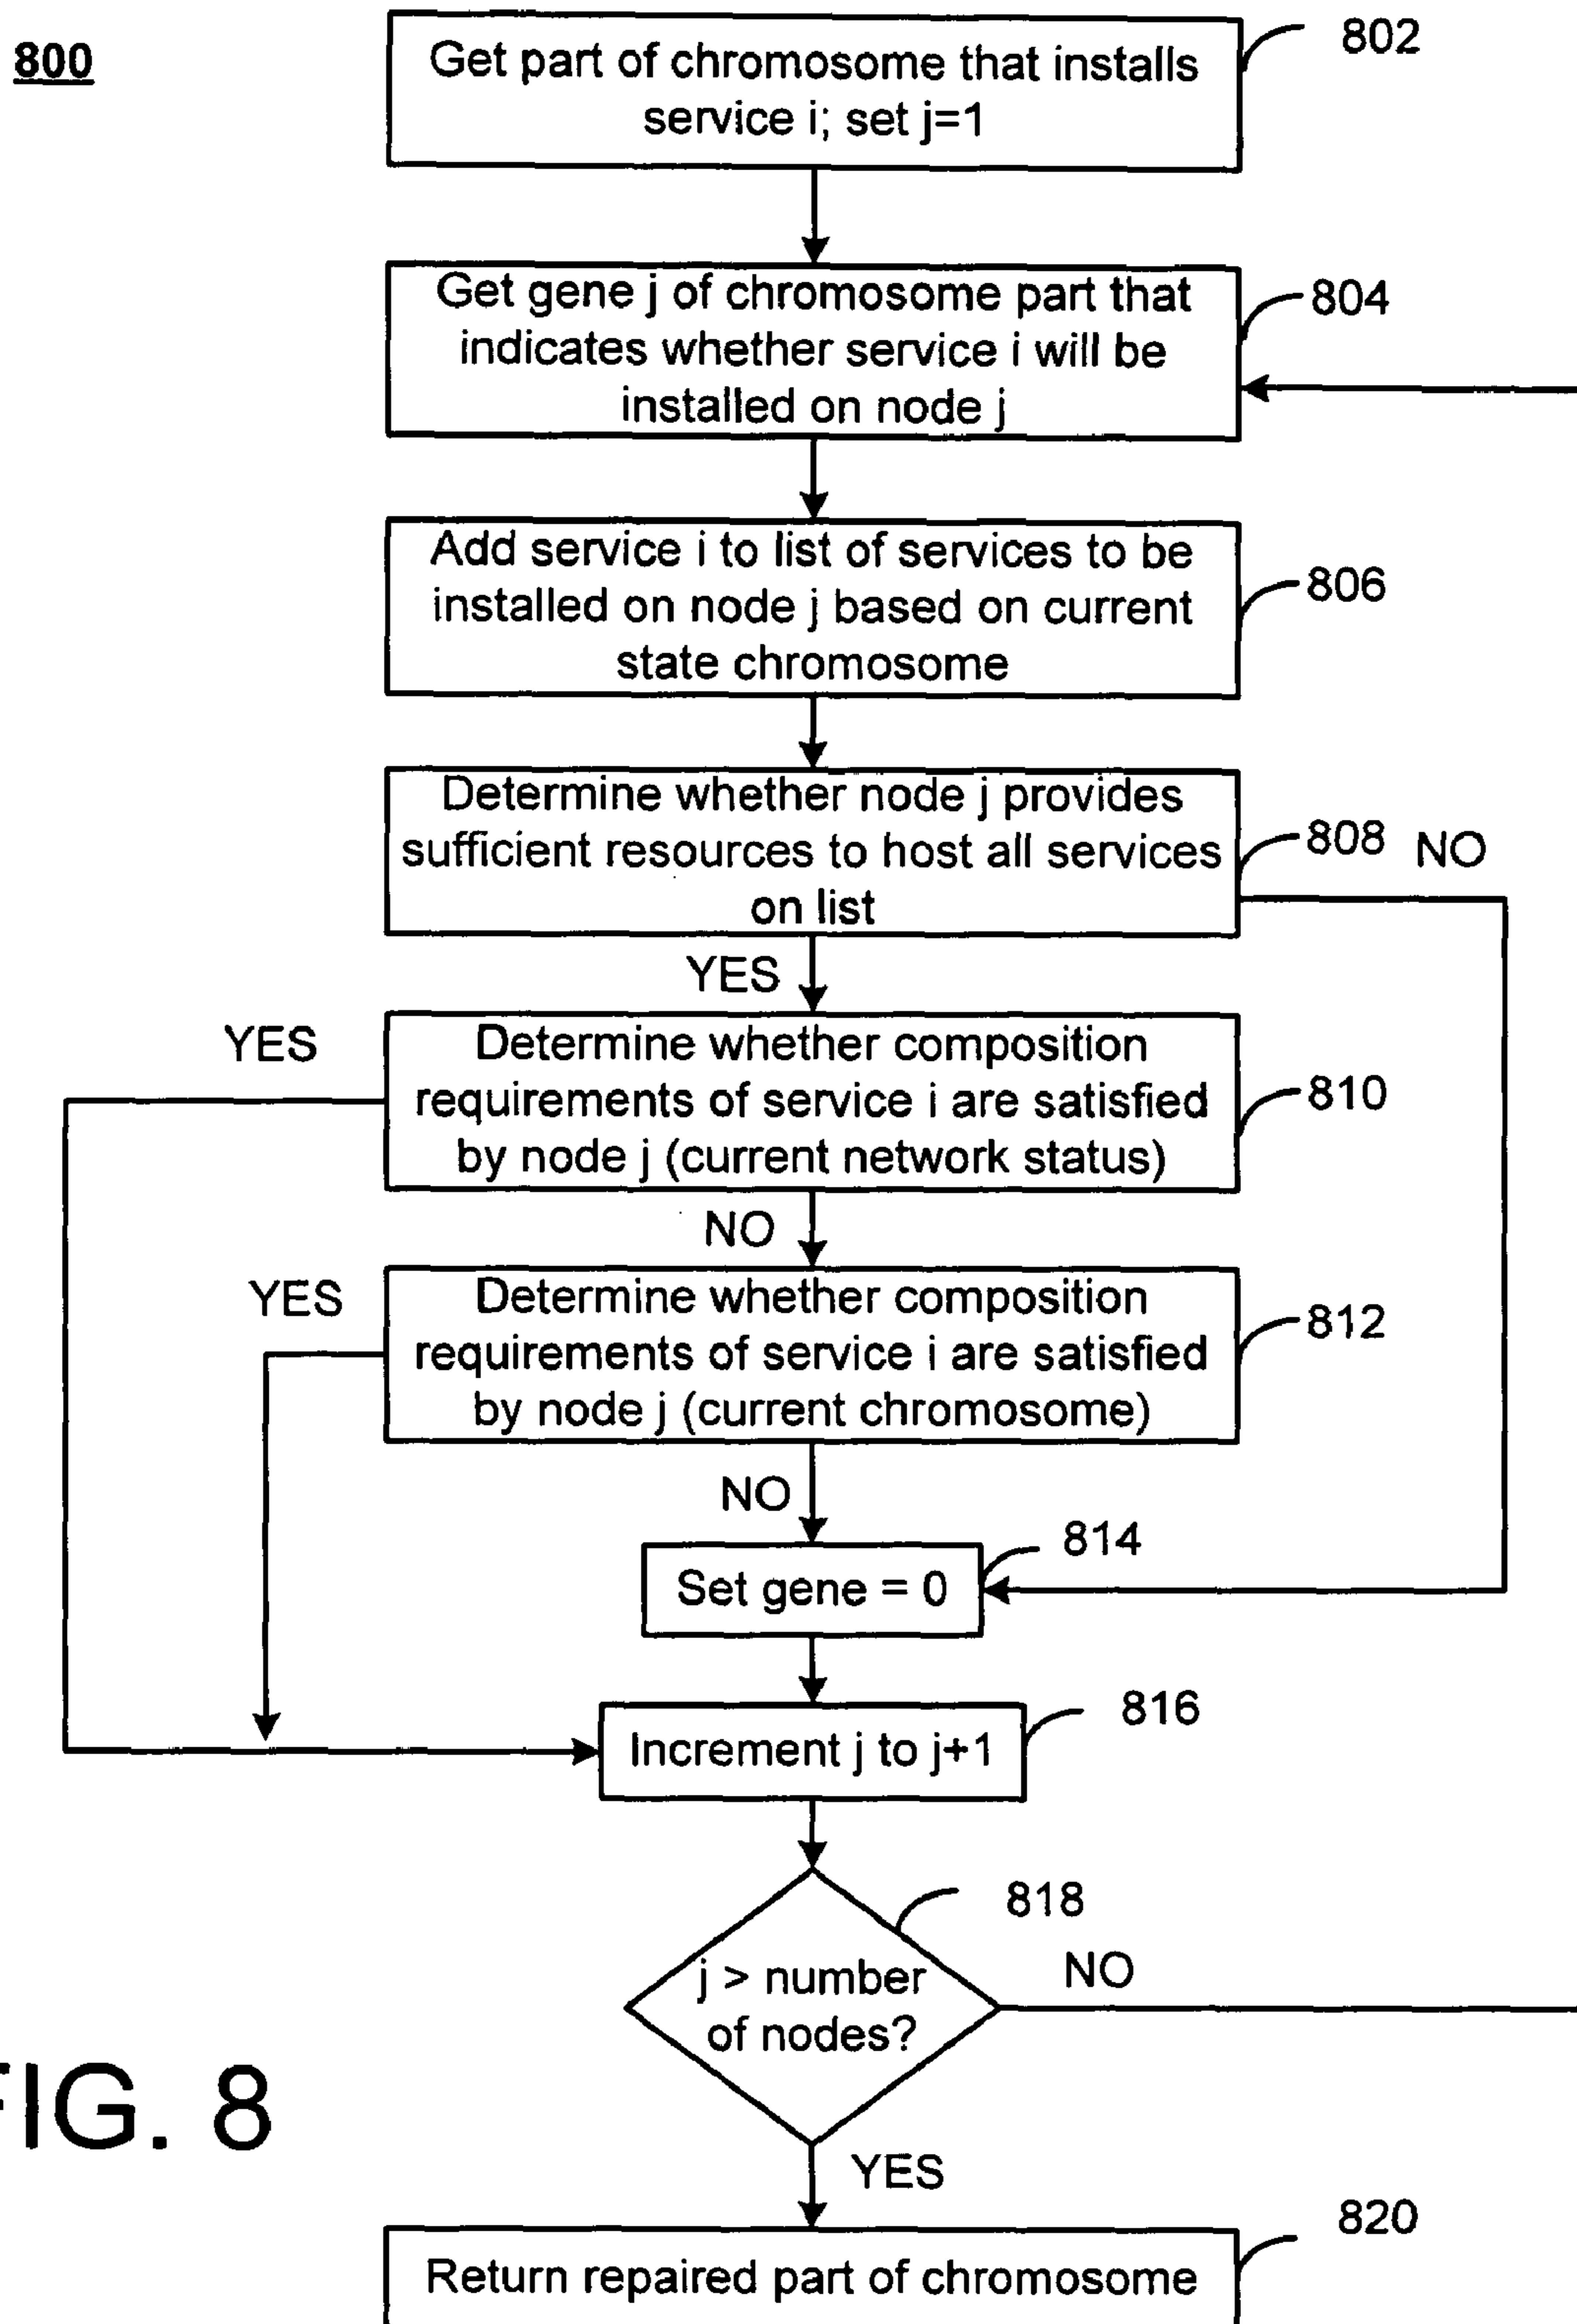 800
802
Get part of chromosome that installs
service i; set j=1
804
Get gene j of chromosome part that
indicates whether service i will be
installed on node j
806
Add service i to list of services to be
installed on node j based on current
state chromosome
808
NO
Determine whether node j provides
sufficient resources to host all services
on list
YES
YES
810
Determine whether composition
requirements of service i are satisfied
by node j (current network status)
NO
YES
812
Determine whether composition
requirements of service i are satisfied
by node j (current chromosome)
NO
814
Set gene = 0
816
Increment j to j+1
818
j > number
of nodes?
NO
YES
FIG. 8
820
Return repaired part of chromosome